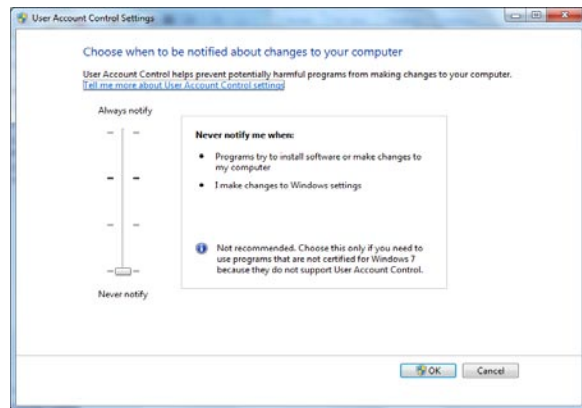 User Account Control Settings
Choose when to be notified about changes to your computer
User Account Control helps prevent potentially harmful programs from making changes to your computer.
Tell me more about User Account Control settings
Always notify
Never notify me when:
• Programs try to install software or make changes to
my computer
• I make changes to Windows settings
Not recommended. Choose this only if you need to
use programs that are not certified for Windows 7
because they do not support User Account Control.
Never notify
OK
Cancel